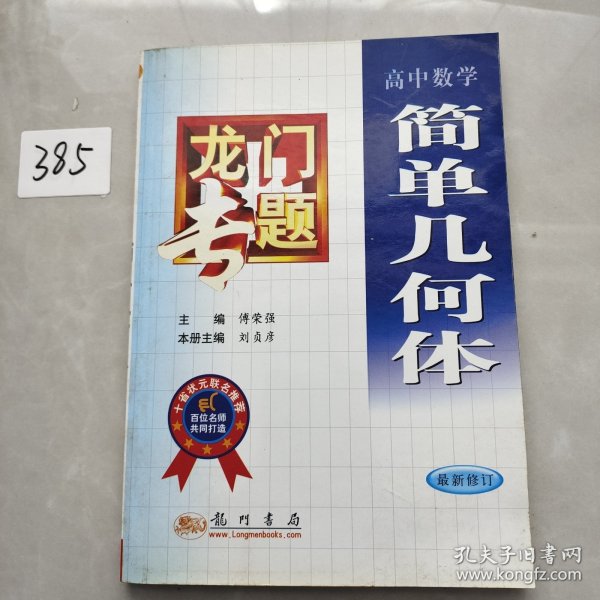 385
高中数学
简单几何体
龙门
专题
主 编 傅荣强
本册主编 刘贞彦
十省状元联名推荐
百位名师
共同打造
最新修订
龍門書局
www.Longmenbooks.com
孔夫子旧书网
www.kongfz.com